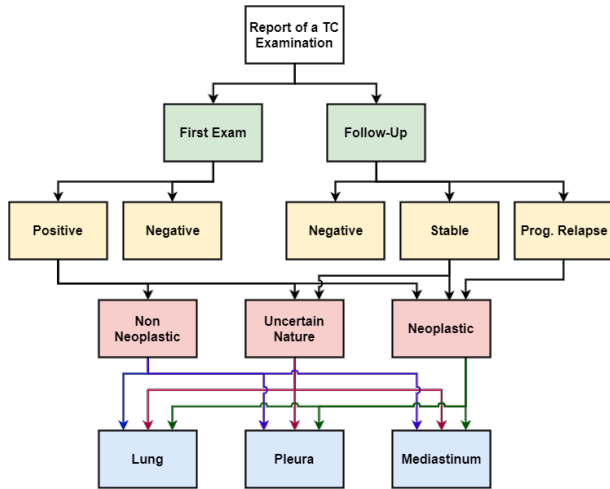 Report of a TC
Examination
First Exam
Follow-Up
Positive
Negative
Negative
Stable
Prog. Relapse
Non
Neoplastic
Uncertain
Nature
Neoplastic
Lung
Pleura
Mediastinum